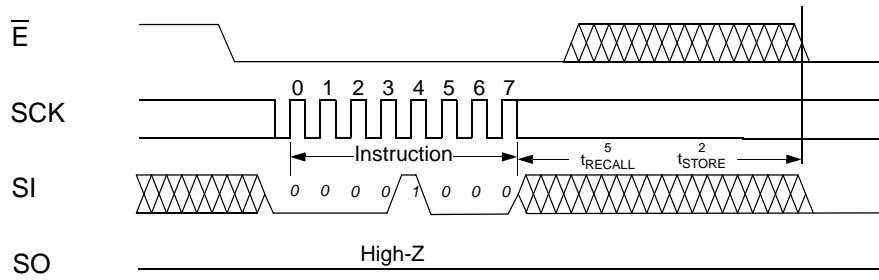 E
SCK
0 1 2 3 4 5 6 7
Instruction
5
tRECALL
2
tSTORE
SI
0 0 0 0 1 0 0 0
SO
High-Z